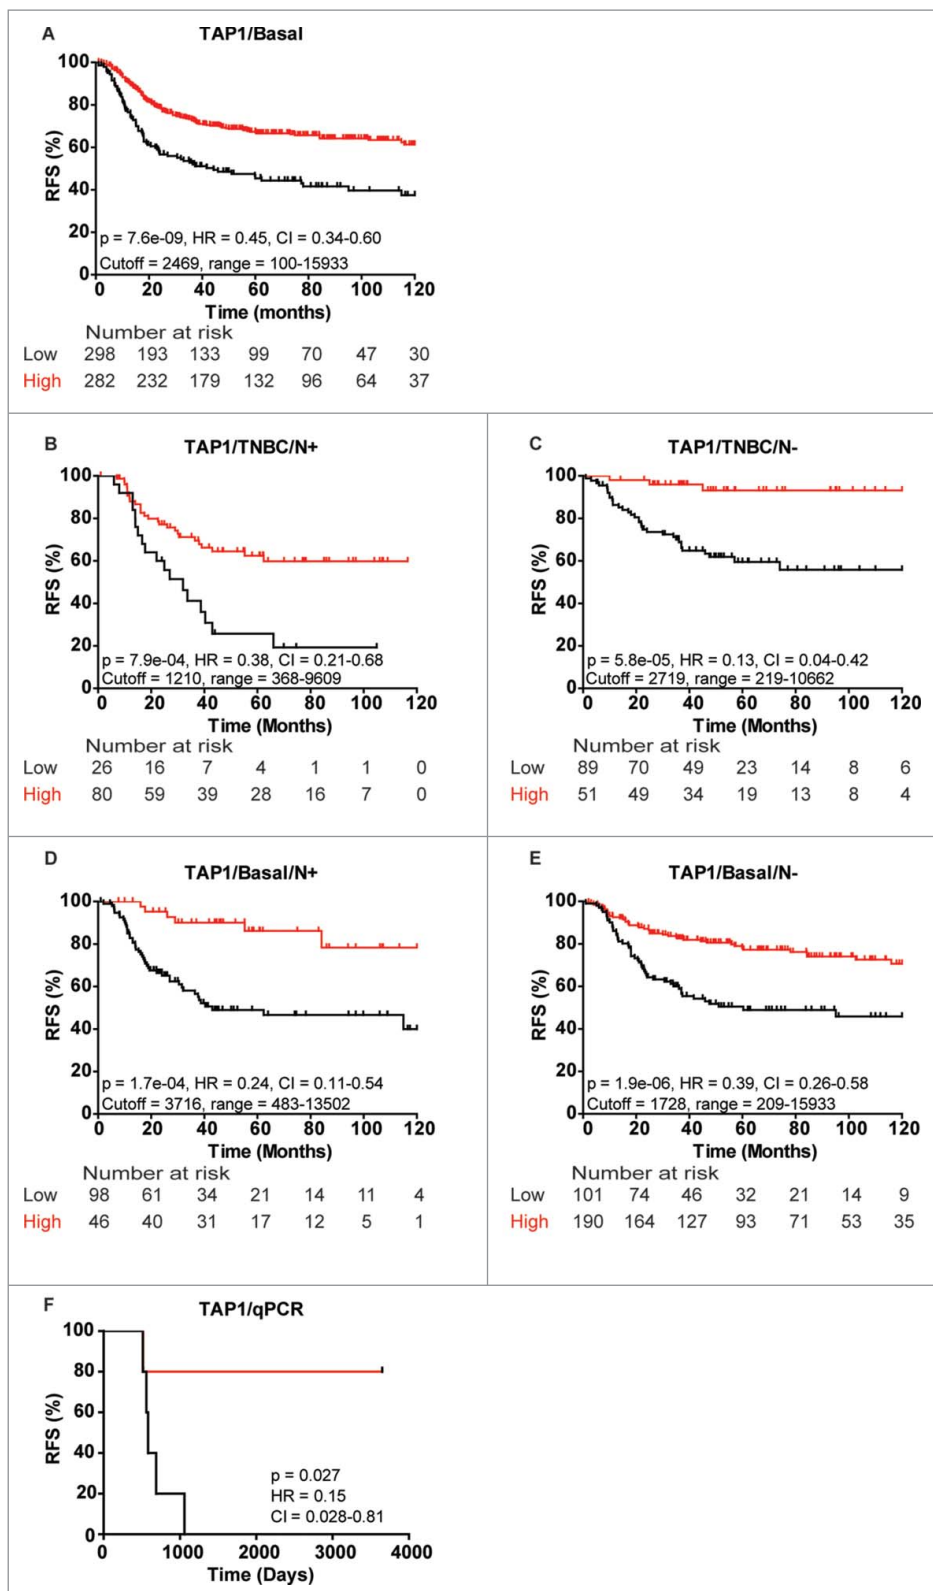 A
TAP1/Basal
100
80
60
40
20
0
RFS (%)
p = 7.6e-09, HR = 0.45, CI = 0.34-0.60
Cutoff = 2469, range = 100-15933
0 20 40 60 80 100 120
Time (months)
Number at risk
Low 298 193 133 99 70 47 30
High 282 232 179 132 96 64 37
B
TAP1/TNBC/N+
100
80
60
40
20
0
RFS (%)
p = 7.9e-04, HR = 0.38, CI = 0.21-0.68
Cutoff = 1210, range = 368-9609
0 20 40 60 80 100 120
Time (Months)
Number at risk
Low 26 16 7 4 1 1 0
High 80 59 39 28 16 7 0
C
TAP1/TNBC/N-
100
80
60
40
20
0
RFS (%)
p = 5.8e-05, HR = 0.13, CI = 0.04-0.42
Cutoff = 2719, range = 219-10662
0 20 40 60 80 100 120
Time (Months)
Number at risk
Low 89 70 49 23 14 8 6
High 51 49 34 19 13 8 4
D
TAP1/Basal/N+
100
80
60
40
20
0
RFS (%)
p = 1.7e-04, HR = 0.24, CI = 0.11-0.54
Cutoff = 3716, range = 483-13502
0 20 40 60 80 100 120
Time (Months)
Number at risk
Low 98 61 34 21 14 11 4
High 46 40 31 17 12 5 1
E
TAP1/Basal/N-
100
80
60
40
20
0
RFS (%)
p = 1.9e-06, HR = 0.39, CI = 0.26-0.58
Cutoff = 1728, range = 209-15933
0 20 40 60 80 100 120
Time (Months)
Number at risk
Low 101 74 46 32 21 14 9
High 190 164 127 93 71 53 35
F
TAP1/qPCR
100
80
60
40
20
0
RFS (%)
p = 0.027
HR = 0.15
CI = 0.028-0.81
0 1000 2000 3000 4000
Time (Days)